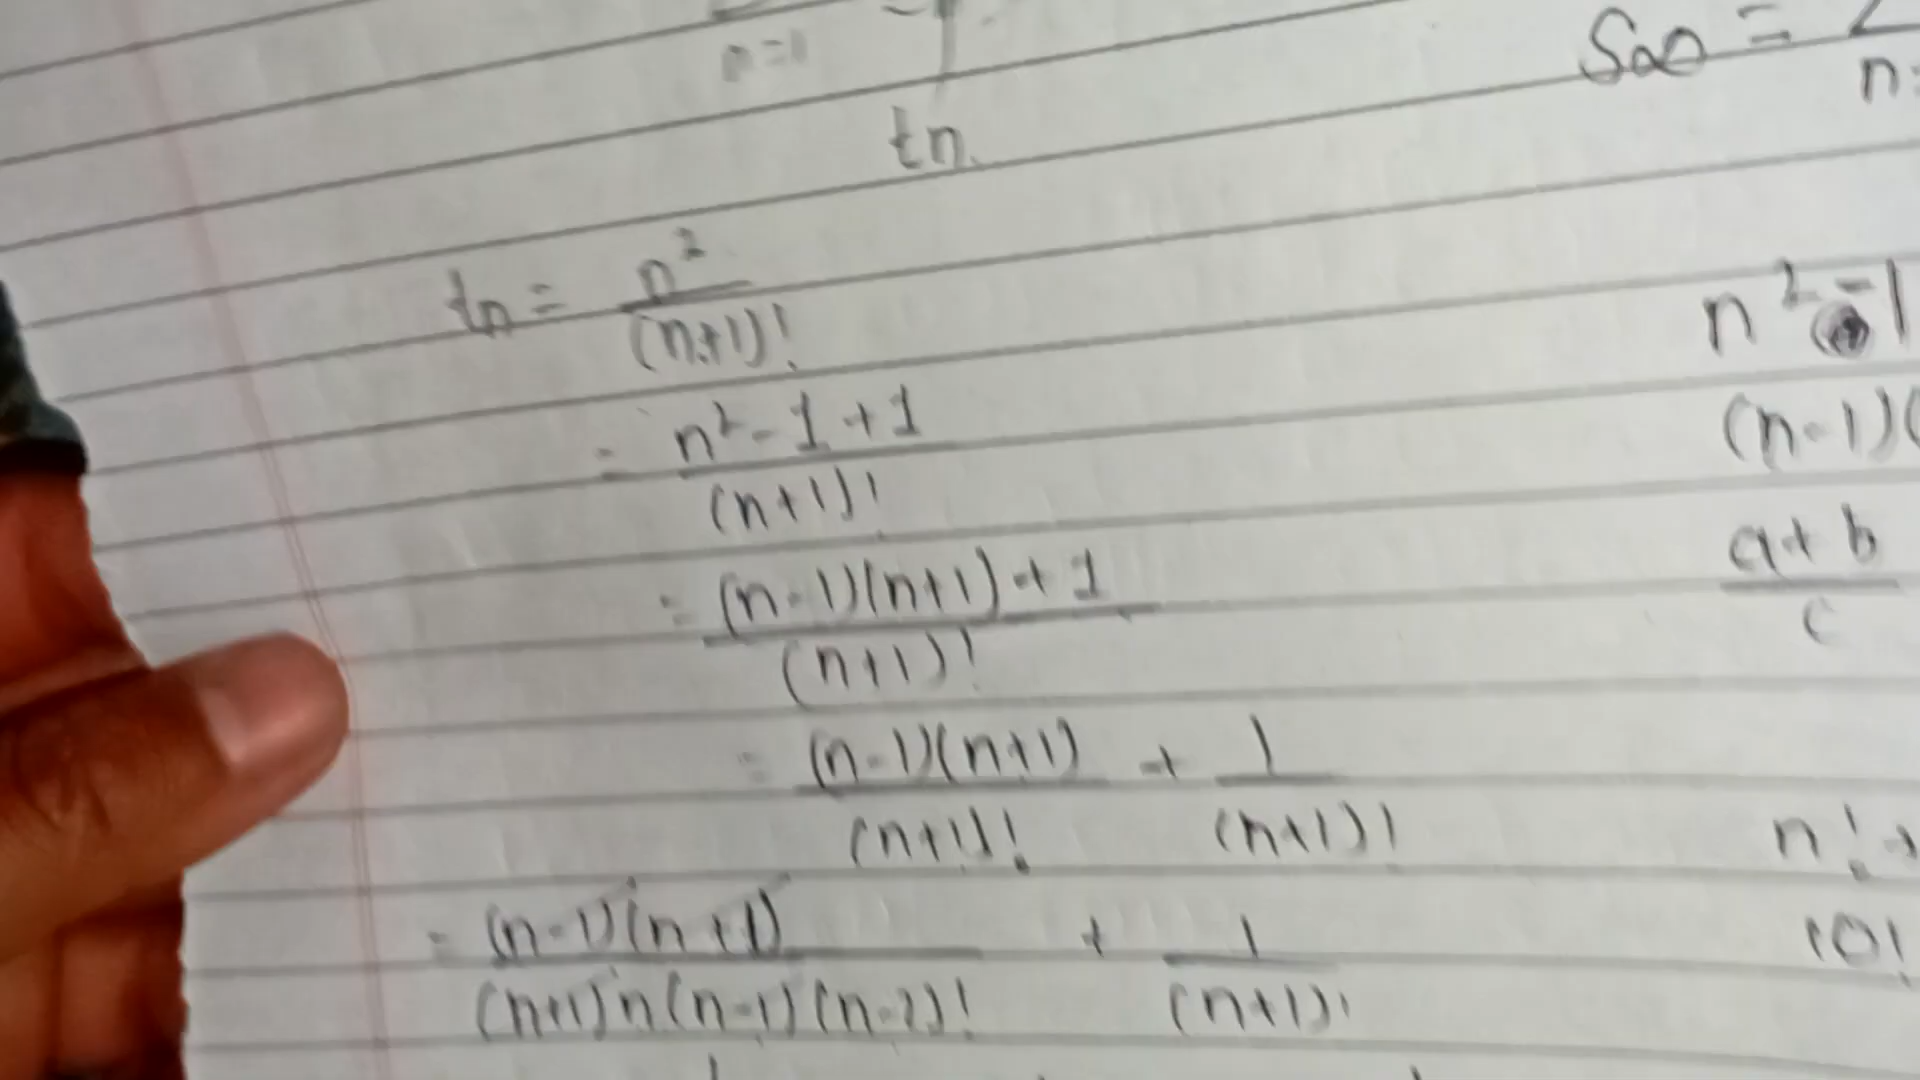 n=1
S∞ = Σ
n=
tn
tn = n²/(n+1)!
n² - 1
= (n² - 1 + 1)/(n+1)!
(n-1)(
= ((n-1)(n+1) + 1)/(n+1)!
(a+b)/c
= (n-1)(n+1)/(n+1)! + 1/(n+1)!
n!
= (n-1)(n+1)/((n+1)n(n-1)(n-2)!) + 1/(n+1)!
10!